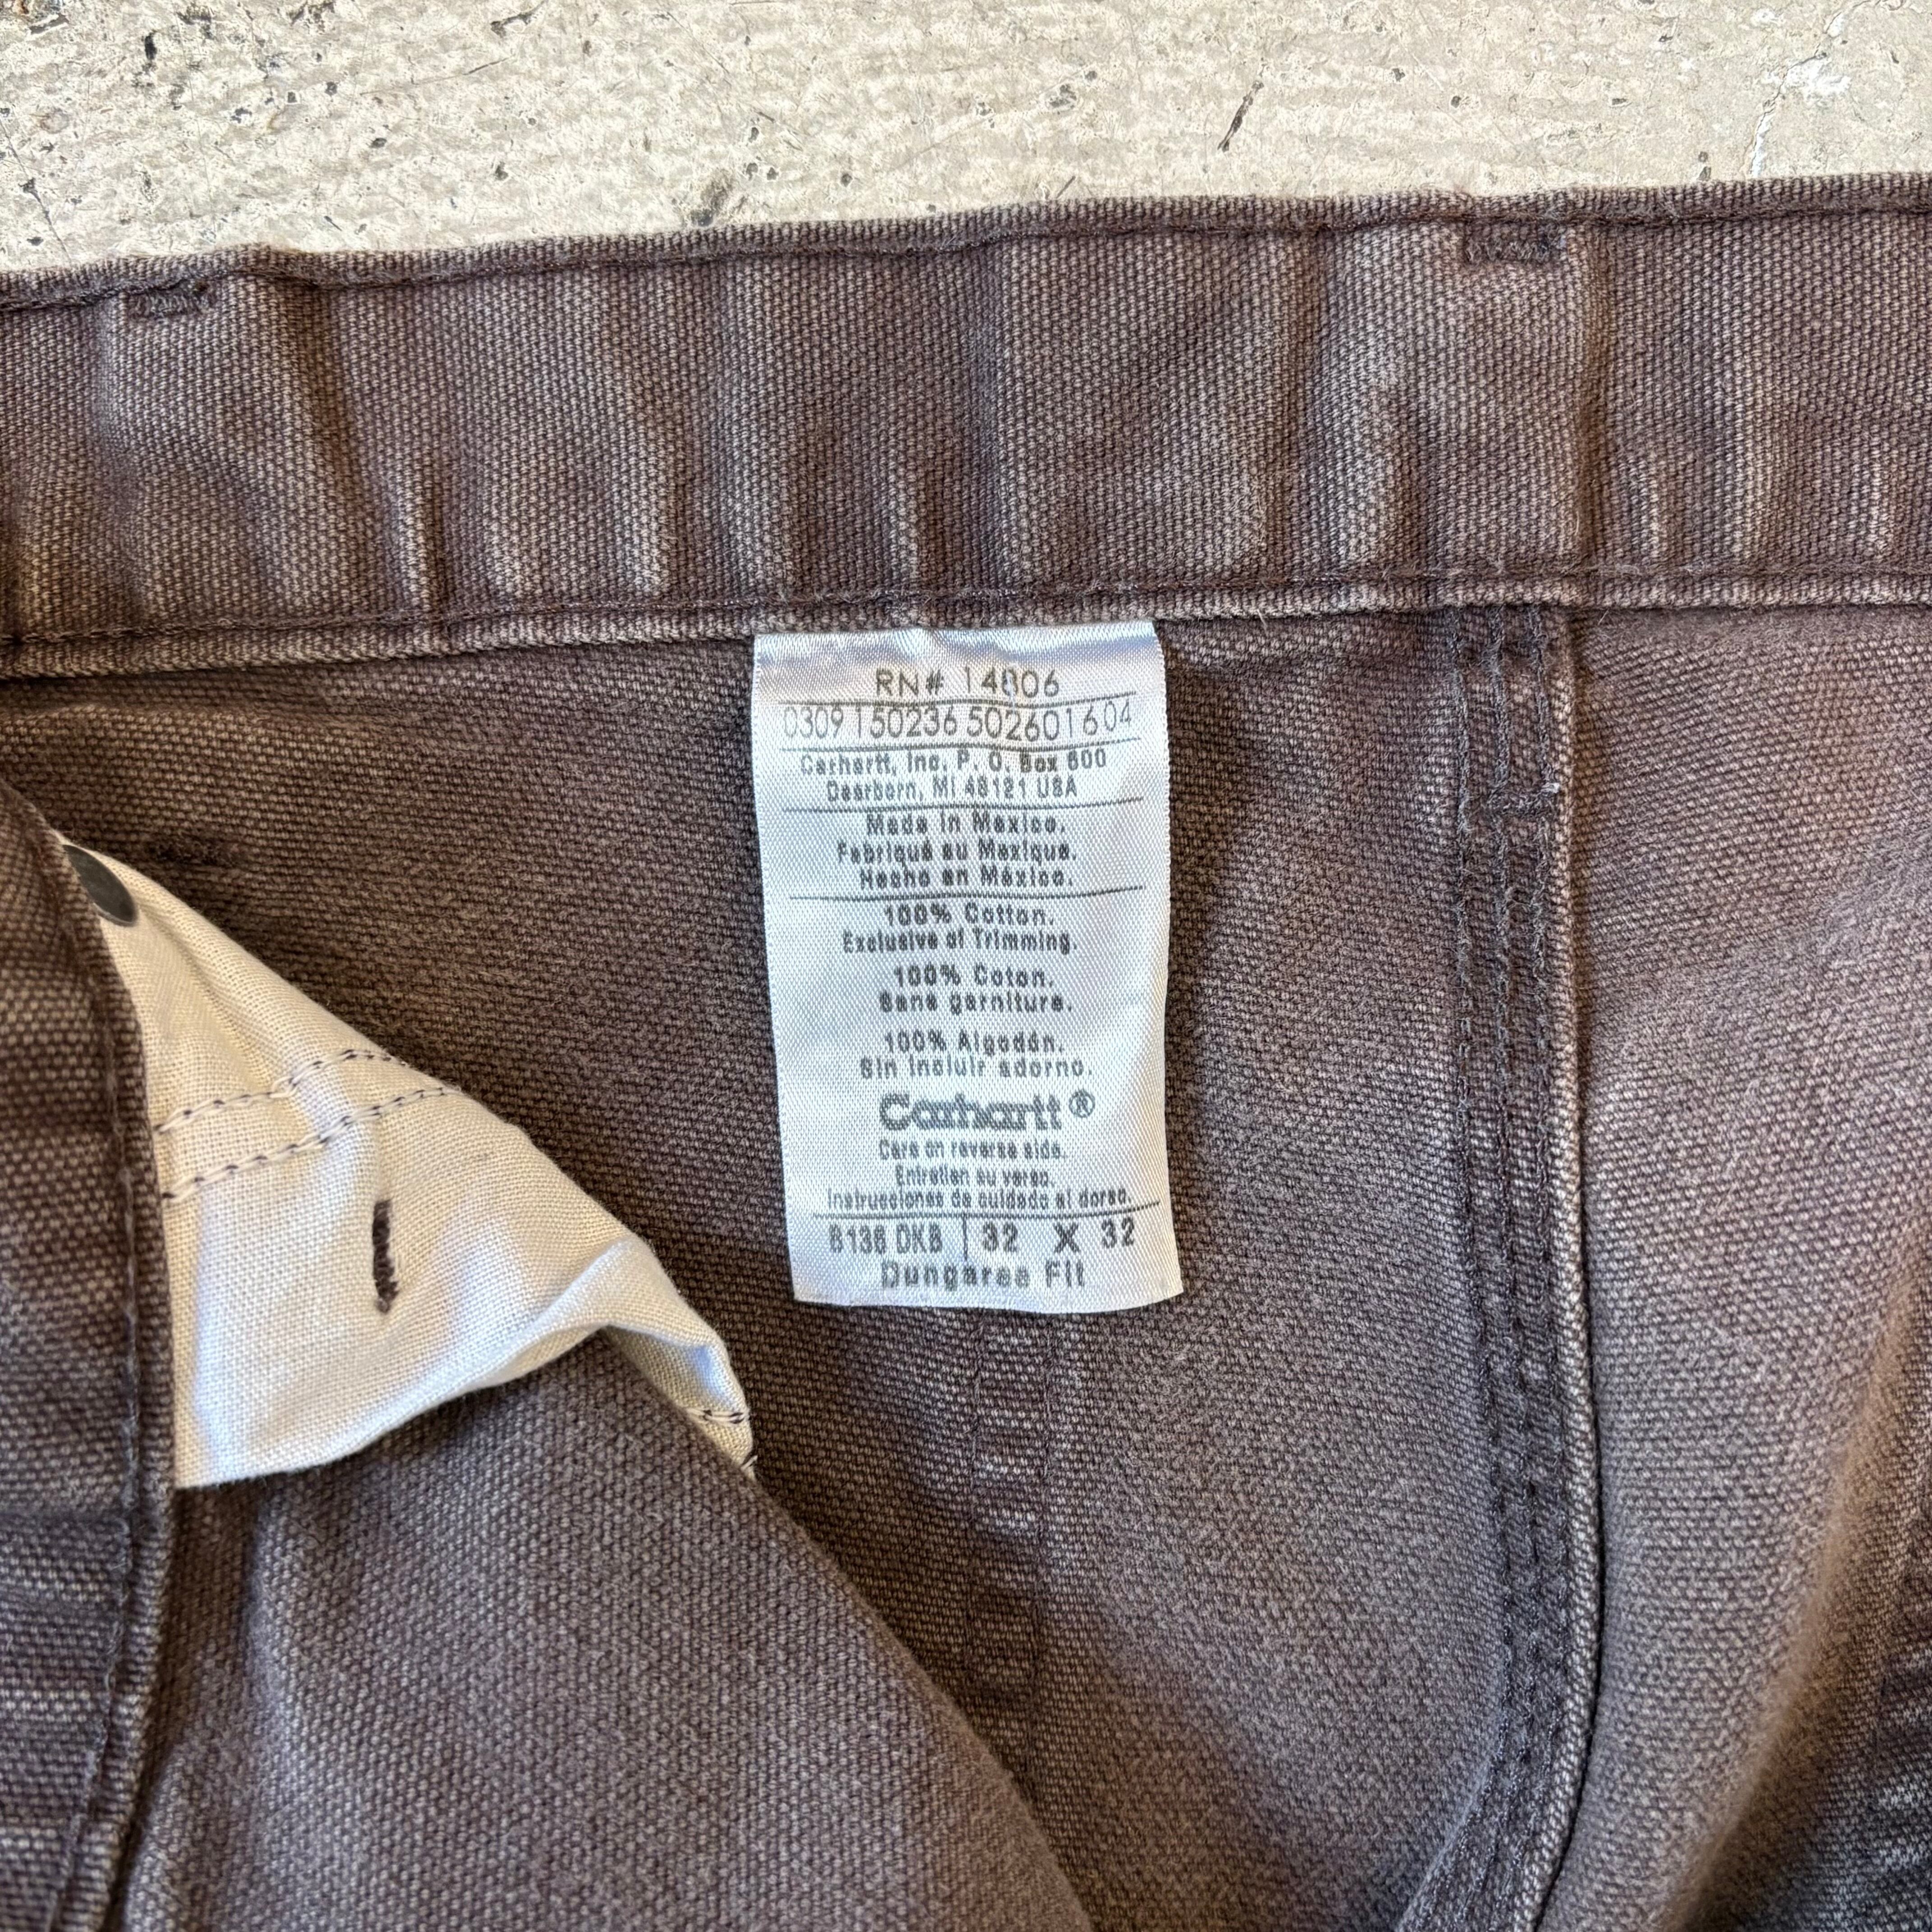 RN# 14806
0309 150236 502601604
Carhartt, Inc. P. O. Box 600
Dearborn, MI 48121 USA
Made in Mexico.
Fabriqué au Mexique.
Hecho en México.
100% Cotton.
Exclusive of Trimming.
100% Coton.
Sans garniture.
100% Algodón.
Sin incluir adorno.
Carhartt®
Care on reverse side.
Entretien au verso.
Instrucciones de cuidado al dorso.
B136 DKB | 32 X 32
Dungaree Fit